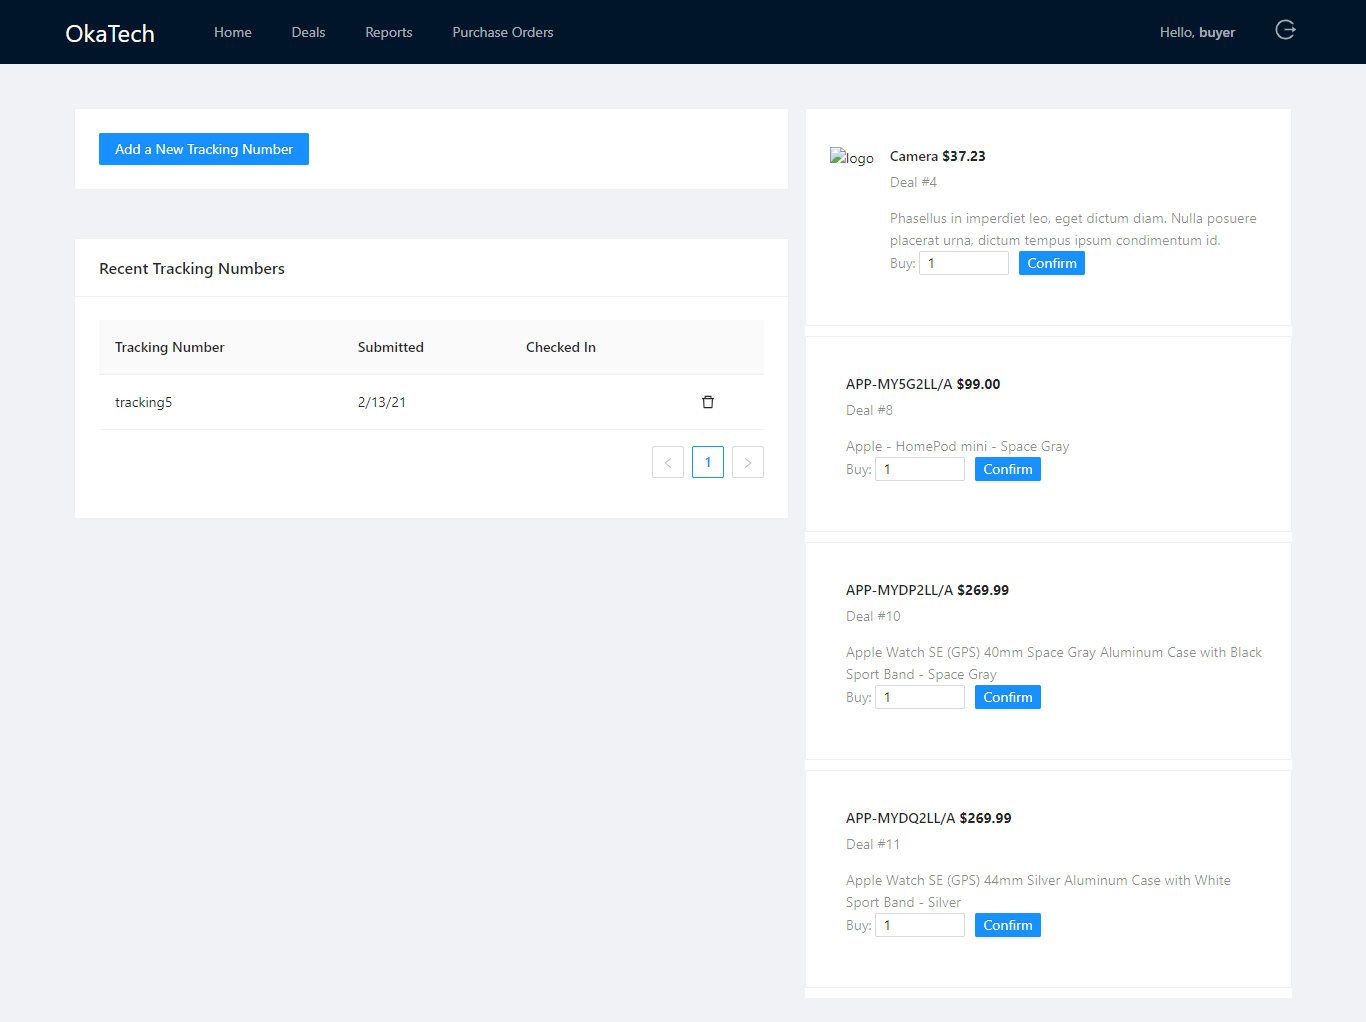 OkaTech
Home
Deals
Reports
Purchase Orders
Hello, buyer
Add a New Tracking Number
Recent Tracking Numbers
Tracking Number
Submitted
Checked In
tracking5
2/13/21
<
1
>
logo
Camera $37.23
Deal #4
Phasellus in imperdiet leo, eget dictum diam. Nulla posuere
placerat urna, dictum tempus ipsum condimentum id.
Buy: 1 Confirm
APP-MY5G2LL/A $99.00
Deal #8
Apple - HomePod mini - Space Gray
Buy: 1 Confirm
APP-MYDP2LL/A $269.99
Deal #10
Apple Watch SE (GPS) 40mm Space Gray Aluminum Case with Black
Sport Band - Space Gray
Buy: 1 Confirm
APP-MYDQ2LL/A $269.99
Deal #11
Apple Watch SE (GPS) 44mm Silver Aluminum Case with White
Sport Band - Silver
Buy: 1 Confirm